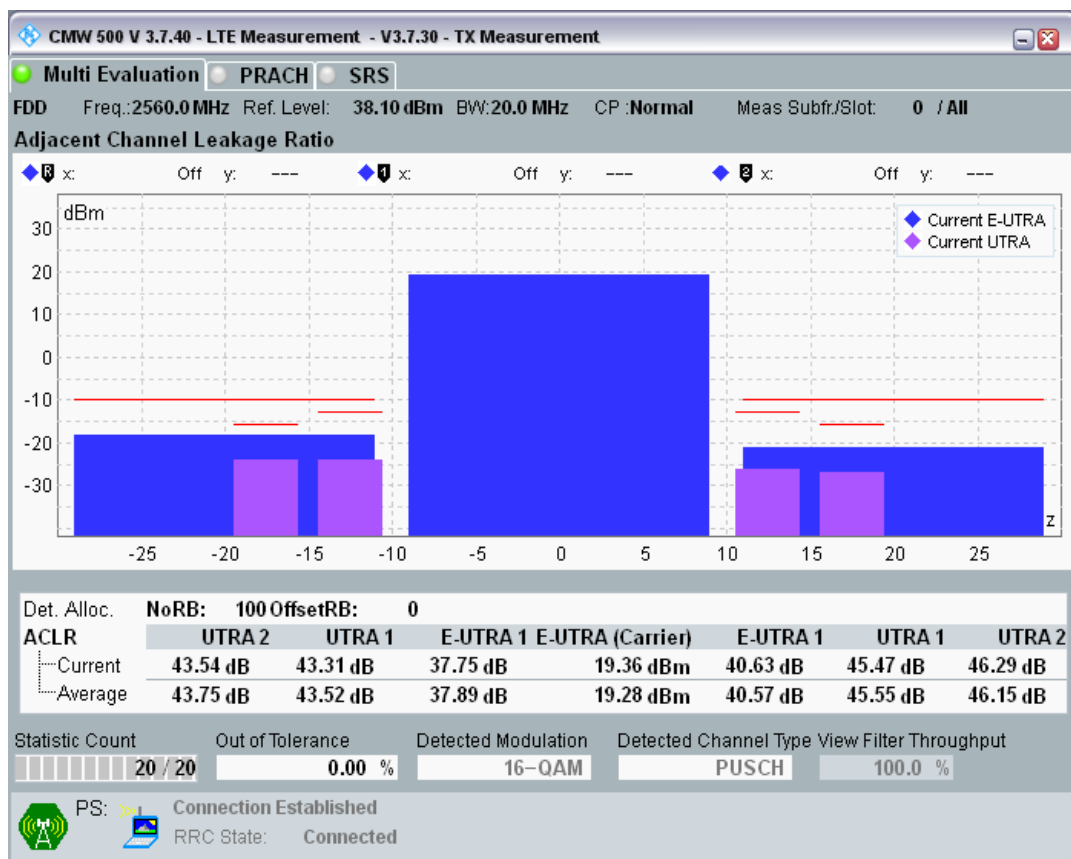 CMW 500 V 3.7.40 - LTE Measurement - V3.7.30 - TX Measurement
Multi Evaluation PRACH SRS
FDD Freq.:2560.0 MHz Ref. Level: 38.10 dBm BW:20.0 MHz CP :Normal Meas Subfr./Slot: 0 / All
Adjacent Channel Leakage Ratio
R x: Off y: --- 1 x: Off y: --- 2 x: Off y: ---
dBm
Current E-UTRA
Current UTRA
30
20
10
0
-10
-20
-30
z
-25 -20 -15 -10 -5 0 5 10 15 20 25
Det. Alloc. NoRB: 100 OffsetRB: 0
ACLR UTRA 2 UTRA 1 E-UTRA 1 E-UTRA (Carrier) E-UTRA 1 UTRA 1 UTRA 2
Current 43.54 dB 43.31 dB 37.75 dB 19.36 dBm 40.63 dB 45.47 dB 46.29 dB
Average 43.75 dB 43.52 dB 37.89 dB 19.28 dBm 40.57 dB 45.55 dB 46.15 dB
Statistic Count Out of Tolerance Detected Modulation Detected Channel Type View Filter Throughput
20 / 20 0.00 % 16-QAM PUSCH 100.0 %
PS: Connection Established
RRC State: Connected